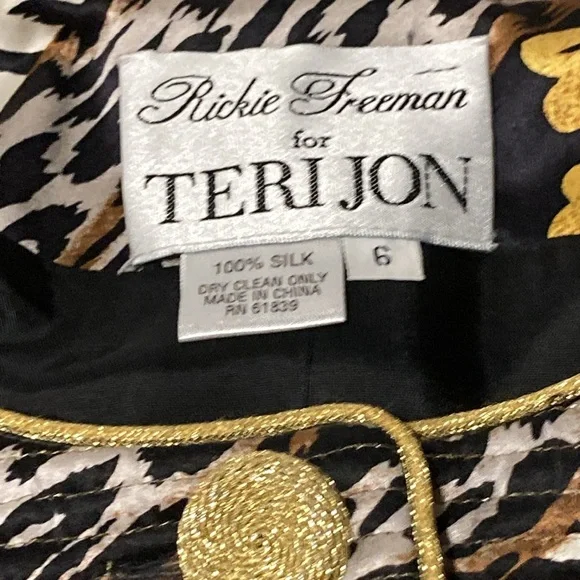 Rickie Freeman
for
TERI JON
100% SILK
6
DRY CLEAN ONLY
MADE IN CHINA
RN 61839